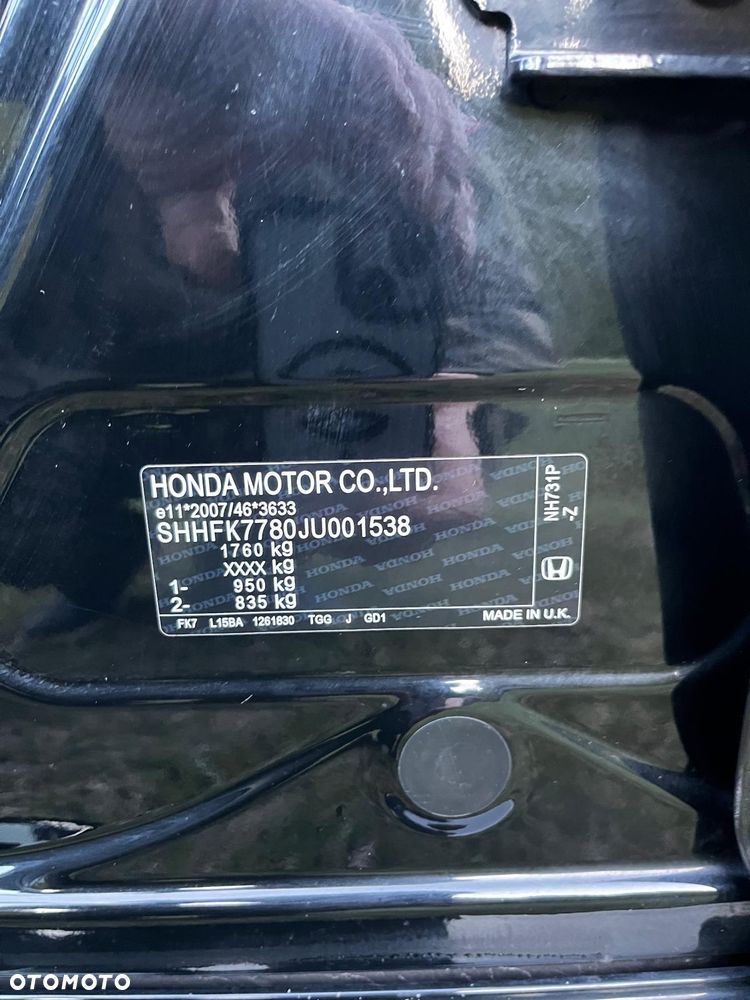 HONDA MOTOR CO.,LTD.
e11*2007/46*3633
SHHFK7780JU001538
1760 kg
XXXX kg
1- 950 kg
2- 835 kg
FK7 L15BA 1261830 TGG J GD1 MADE IN U.K.
NH731P
-Z
OTOMOTO